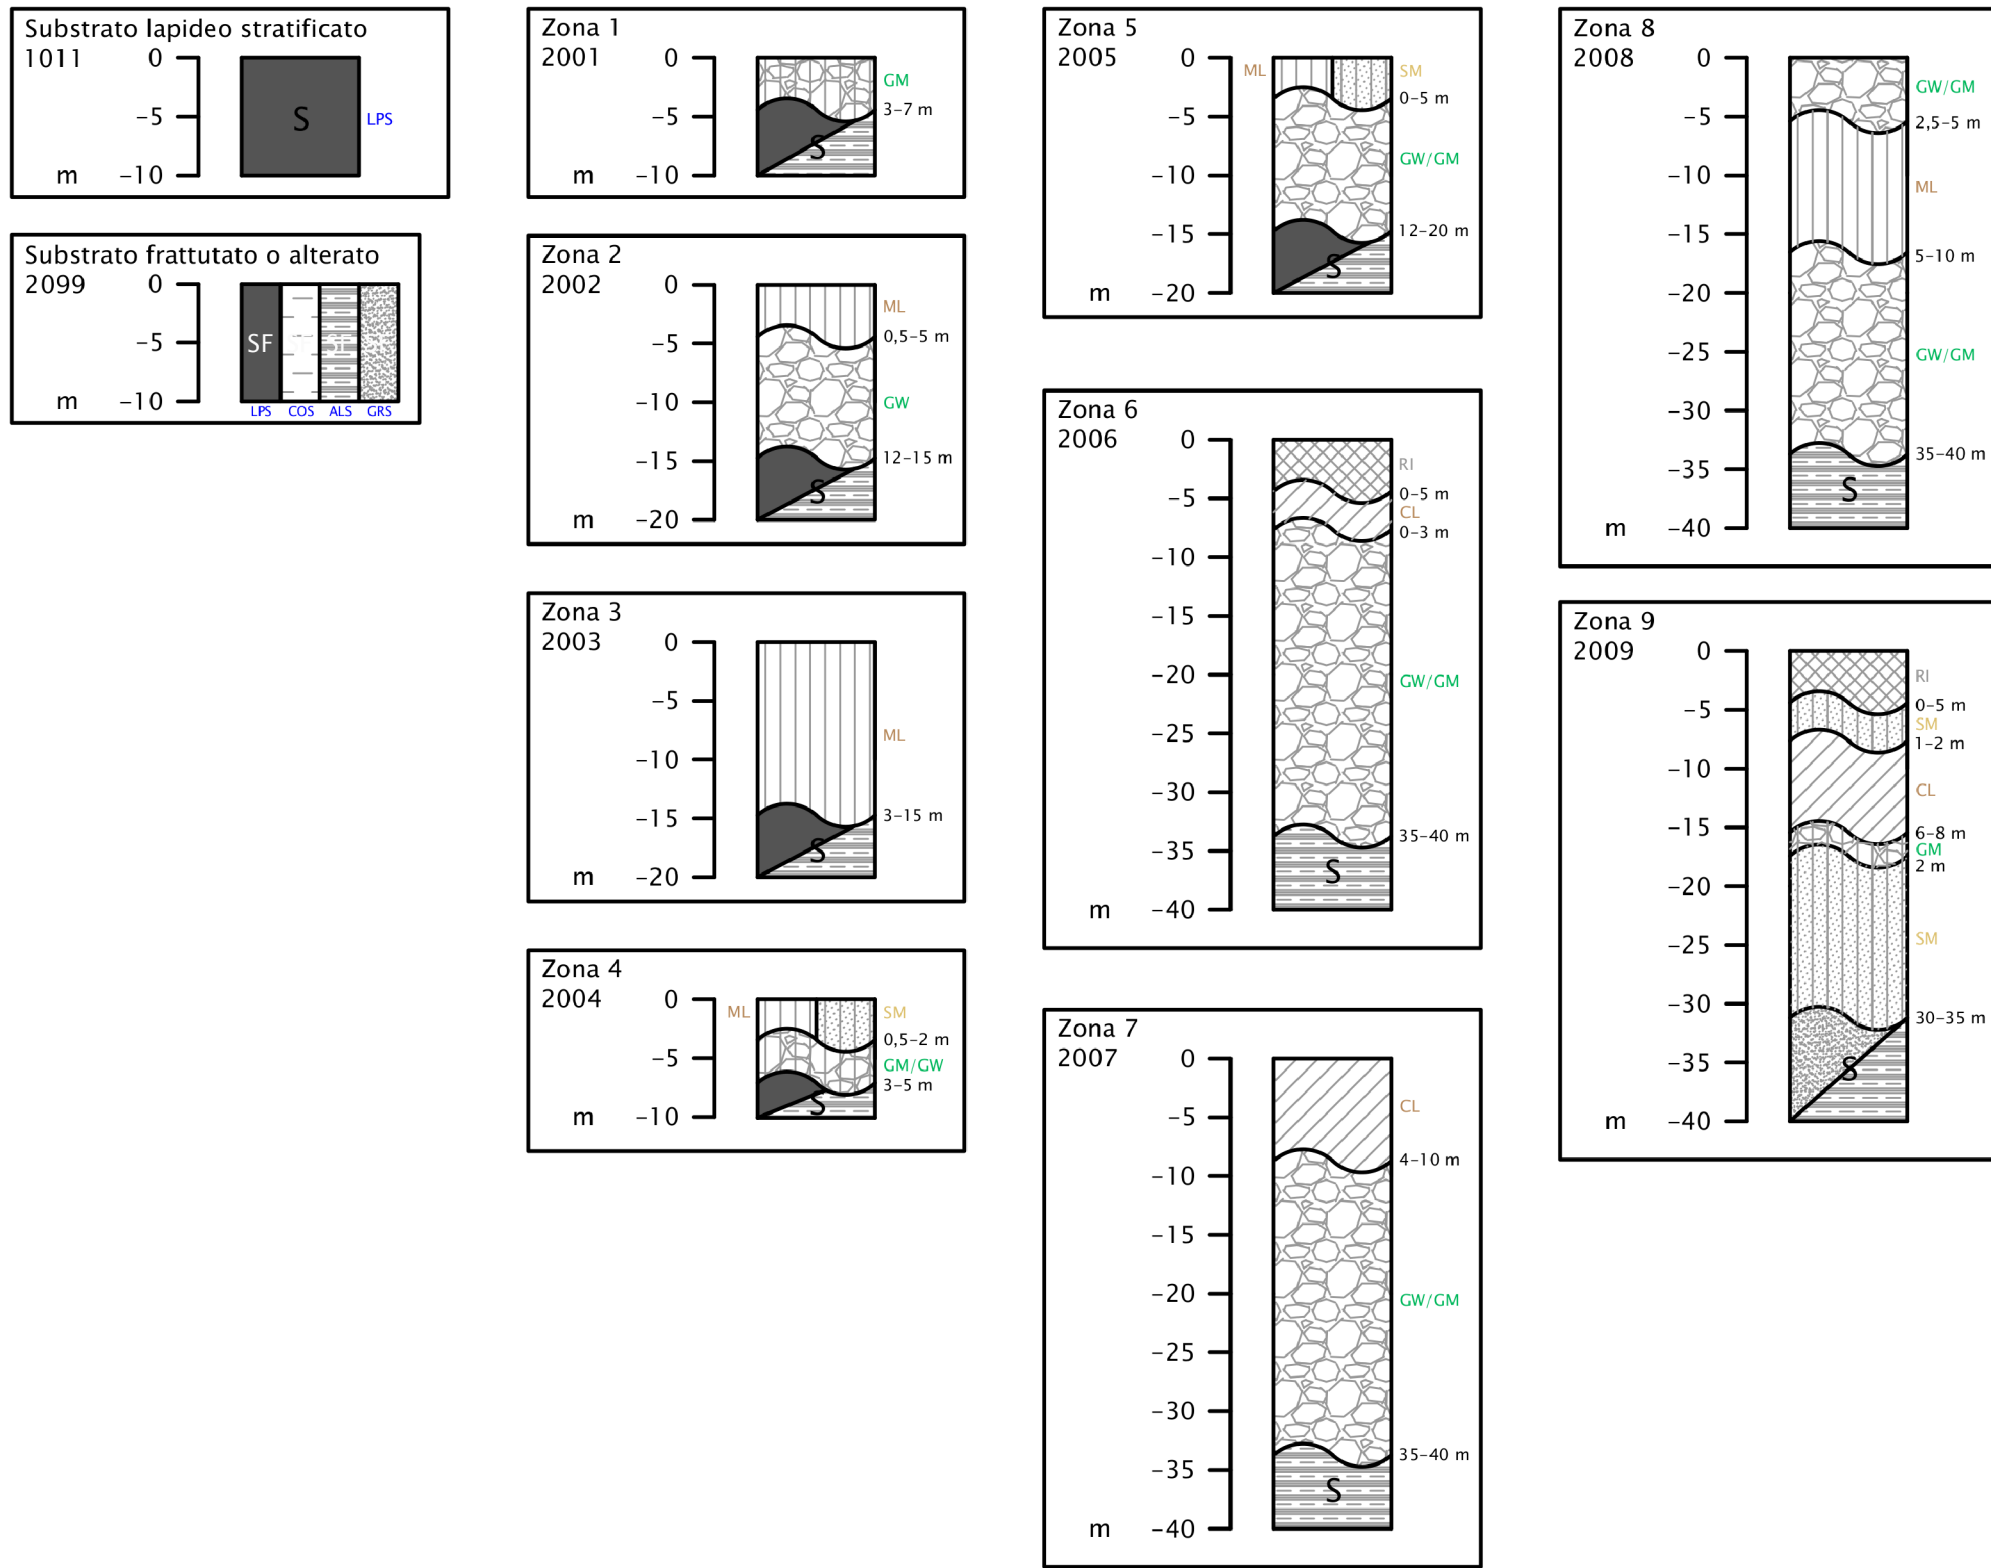 Substrato lapideo stratificato
1011
0
-5
-10
m
S
LPS
Substrato frattutato o alterato
2099
0
-5
-10
m
SF
SF
LPS COS ALS GRS
Zona 1
2001
0
-5
-10
m
GM
3-7 m
S
Zona 2
2002
0
-5
-10
-15
-20
m
ML
0,5-5 m
GW
12-15 m
S
Zona 3
2003
0
-5
-10
-15
-20
m
ML
3-15 m
S
Zona 4
2004
0
-5
-10
m
ML
SM
0,5-2 m
GM/GW
3-5 m
S
Zona 5
2005
0
-5
-10
-15
-20
m
ML
SM
0-5 m
GW/GM
12-20 m
S
Zona 6
2006
0
-5
-10
-15
-20
-25
-30
-35
-40
m
RI
0-5 m
CL
0-3 m
GW/GM
35-40 m
S
Zona 7
2007
0
-5
-10
-15
-20
-25
-30
-35
-40
m
CL
4-10 m
GW/GM
35-40 m
S
Zona 8
2008
0
-5
-10
-15
-20
-25
-30
-35
-40
m
GW/GM
2,5-5 m
ML
5-10 m
GW/GM
35-40 m
S
Zona 9
2009
0
-5
-10
-15
-20
-25
-30
-35
-40
m
RI
0-5 m
SM
1-2 m
CL
6-8 m
GM
2 m
SM
30-35 m
S